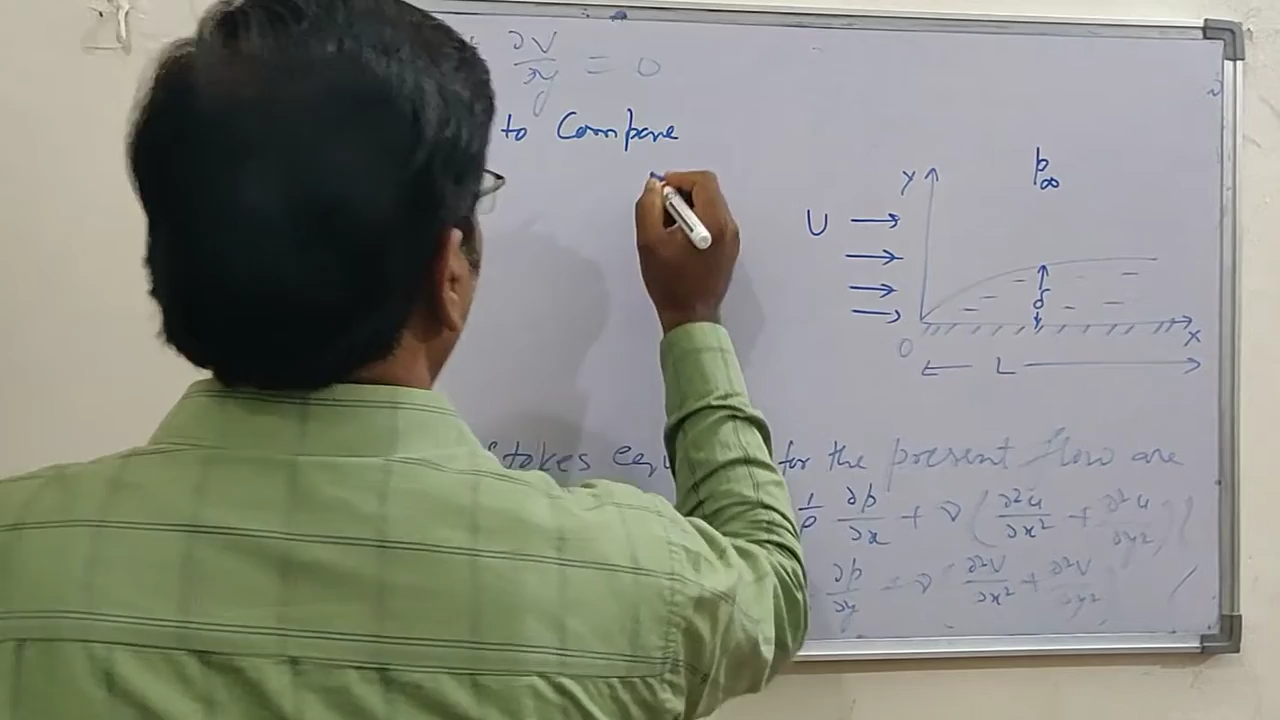 ∂v/∂y = 0
to Compare
y
p∞
U
δ
0
x
L
Stokes equ for the present flow are
1/ρ ∂p/∂x + ν (∂²u/∂x² + ∂²u/∂y²)
∂p/∂y ν ∂²v/∂x² + ∂²v/∂y²